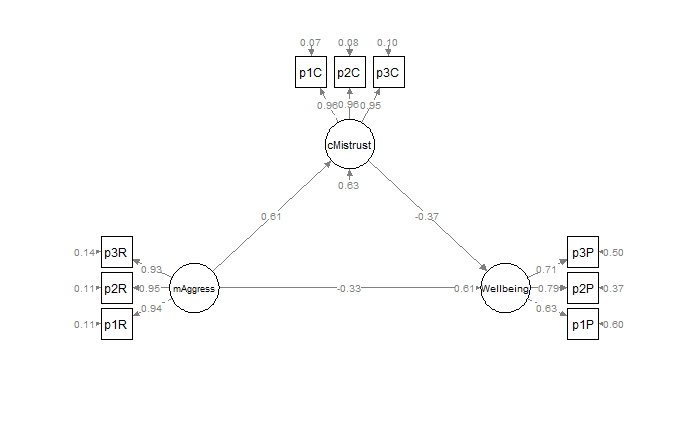 0.07 0.08 0.10
p1C p2C p3C
0.96 0.96 0.95
cMistrust
0.63
0.61 -0.37
0.14 p3R 0.93
0.11 p2R 0.95 mAggress -0.33 0.61 Wellbeing 0.79 p2P 0.37
0.11 p1R 0.94
0.71 p3P 0.50
0.63 p1P 0.60